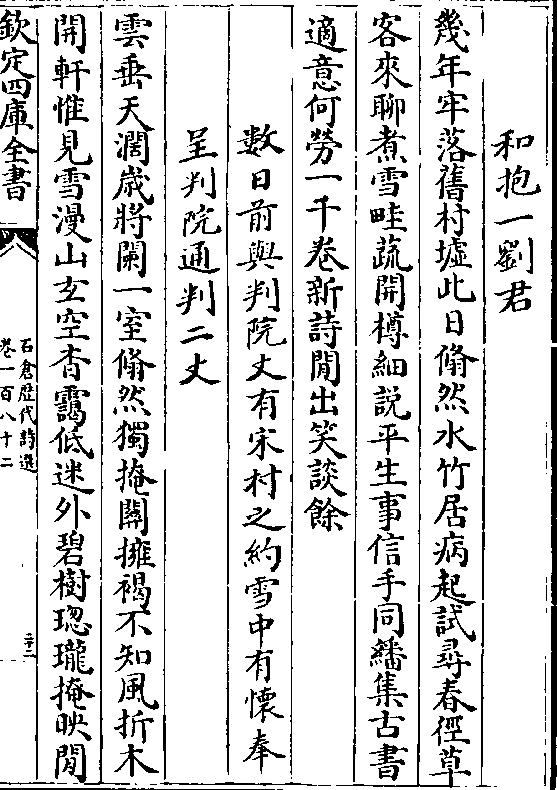 和抱一劉君
幾年牢落舊村墟此日翛然水竹居病起試尋春徑草
客來聊煮雪畦蔬開樽細説平生事信手同繙集古書
適意何勞一千卷新詩閒出笑談餘
數日前與判院丈有宋村之約雪中有懷奉
呈判院通判二丈
雲垂天濶歲將闌一室翛然獨掩關擁褐不知風折木
開軒惟見雪漫山玄空杳靄低迷外碧樹璁瓏掩映閒
欽定四庫全書
石倉歷代詩選
卷一百八十二
二十二